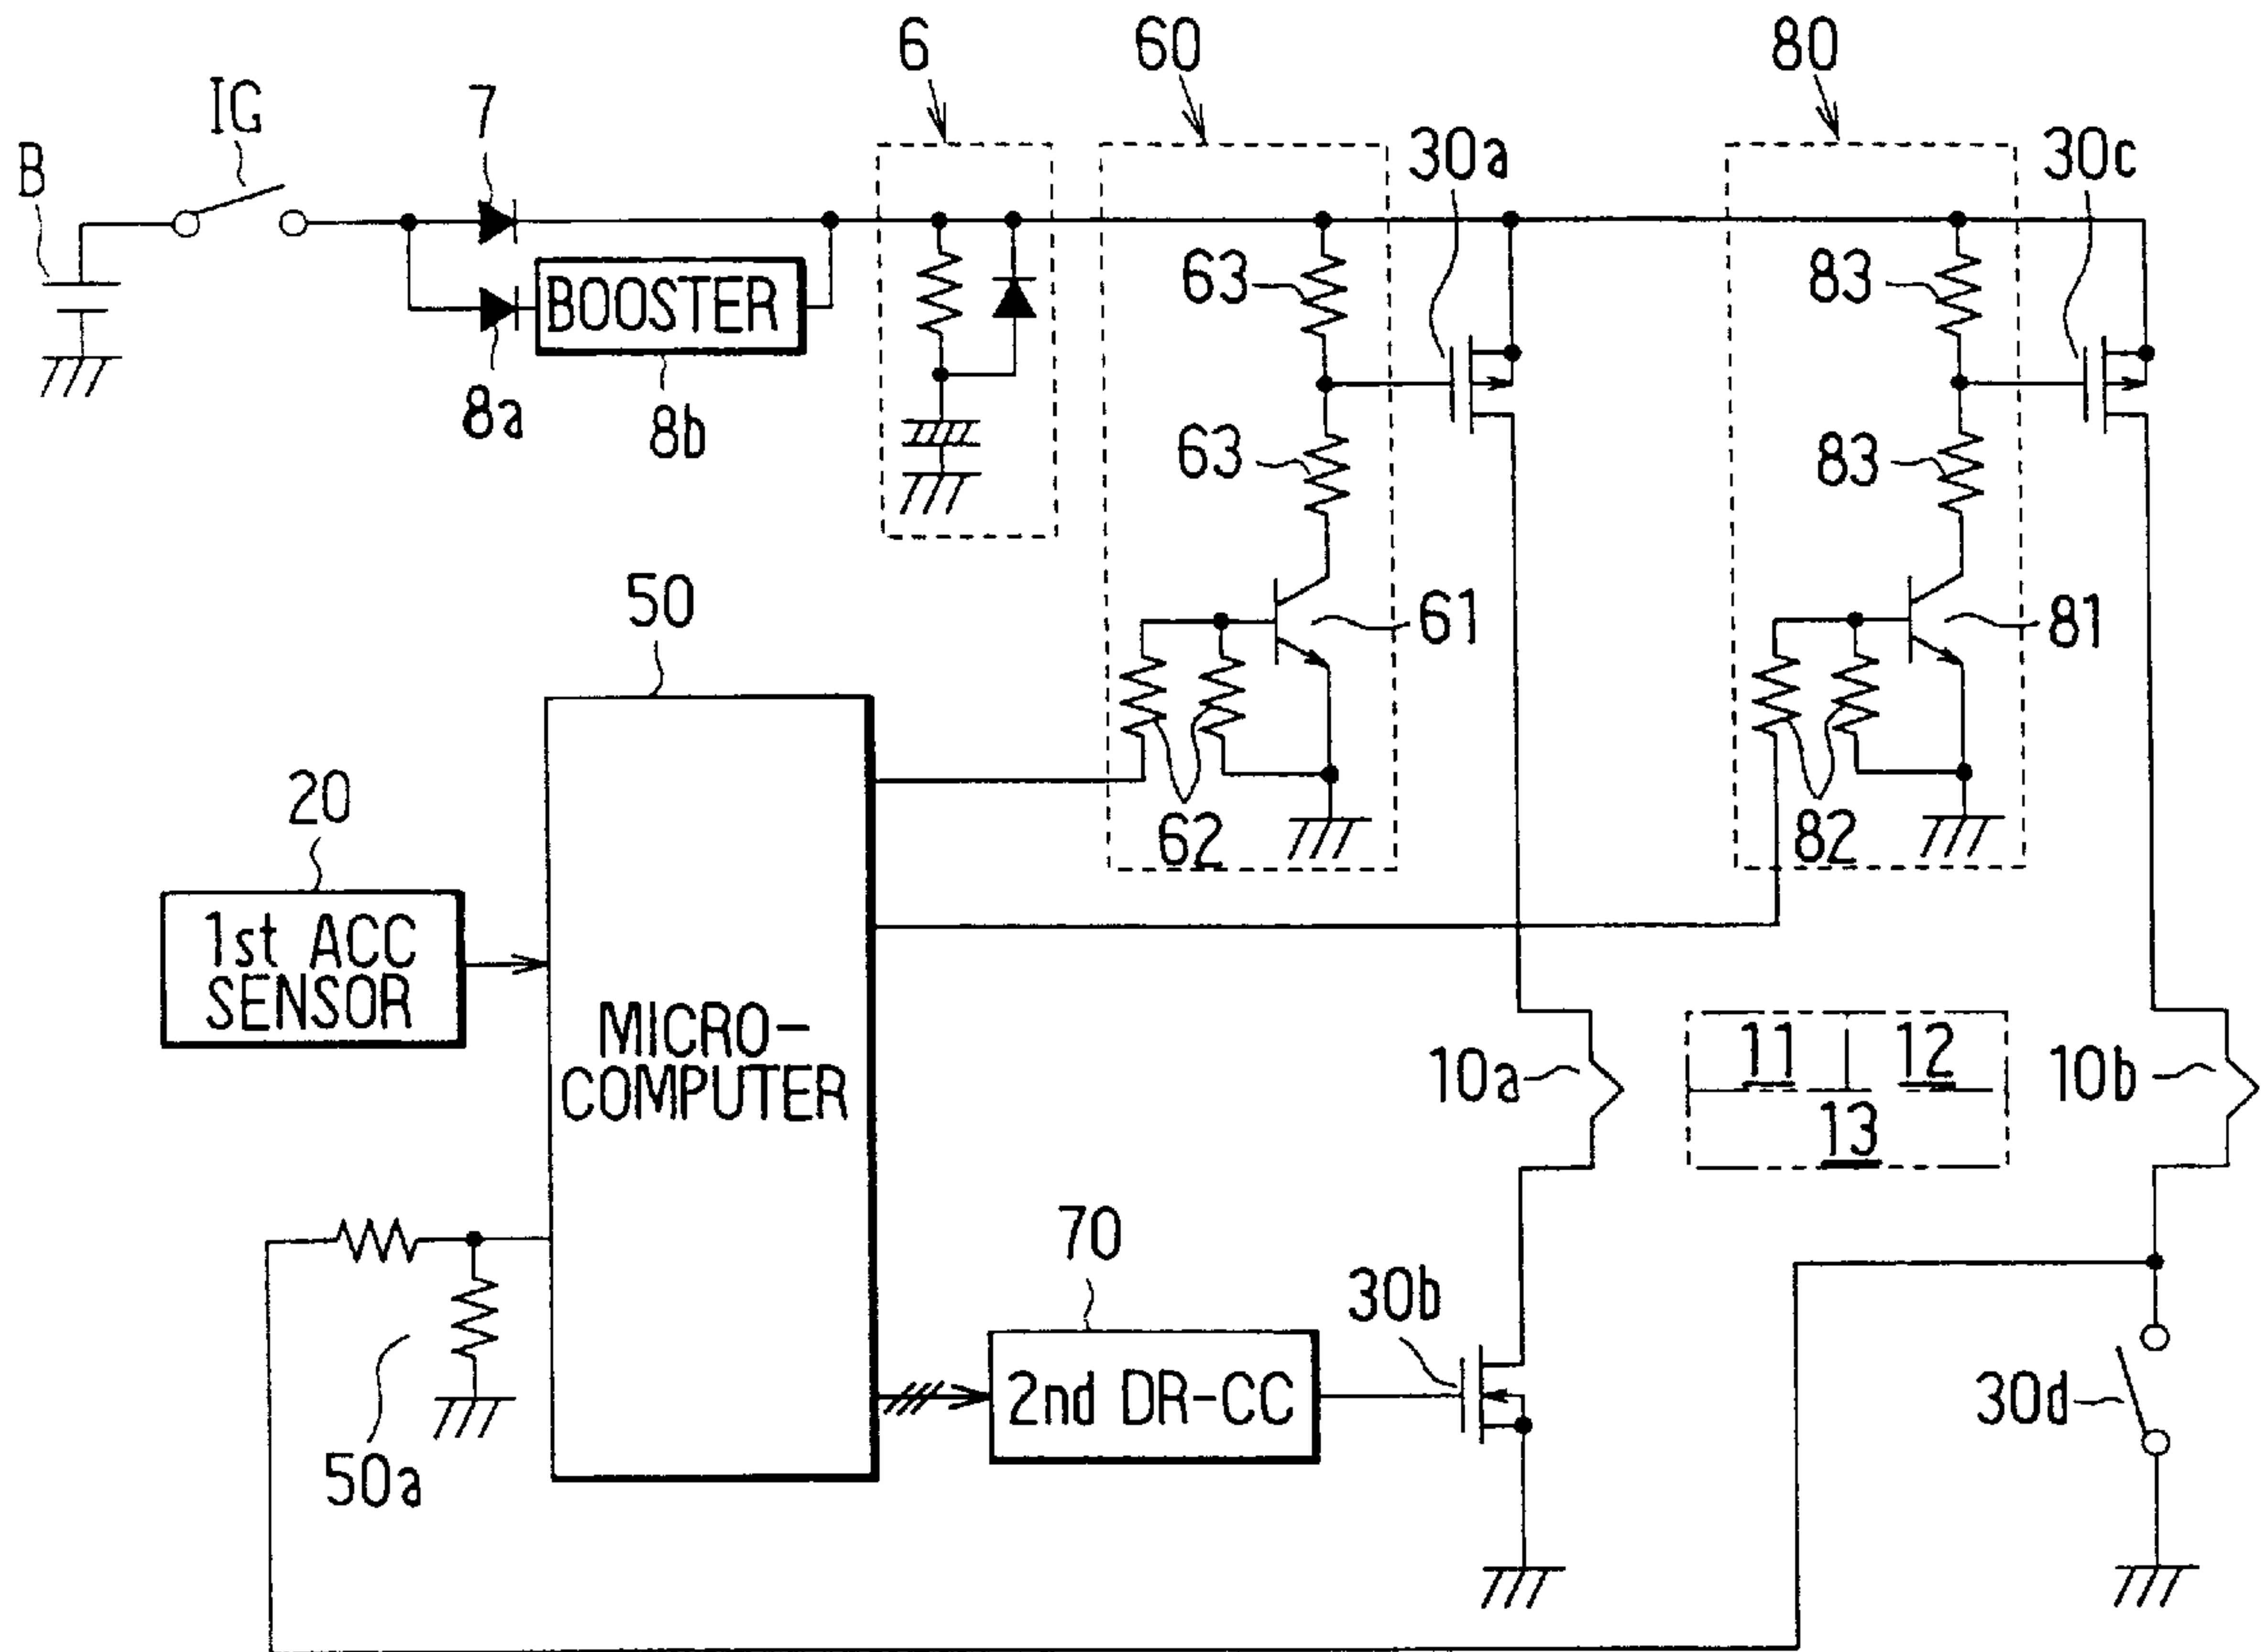 6
60
80
IG
7
30a
30c
B
63
83
BOOSTER
8a
8b
63
83
50
61
81
20
62
82
1st ACC
SENSOR
MICRO-
COMPUTER
10a
11
12
10b
13
70
30b
2nd DR-CC
30d
50a